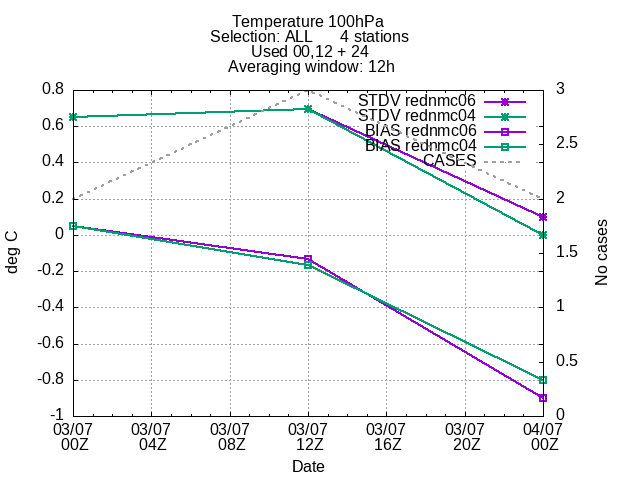 Temperature 100hPa
Selection: ALL 4 stations
Used 00,12 + 24
Averaging window: 12h
STDV rednmc06
STDV rednmc04
BIAS rednmc06
BIAS rednmc04
CASES
0.8
0.6
0.4
0.2
0
-0.2
-0.4
-0.6
-0.8
-1
deg C
3
2.5
2
1.5
1
0.5
0
No cases
03/07 03/07 03/07 03/07 03/07 03/07 04/07
00Z 04Z 08Z 12Z 16Z 20Z 00Z
Date